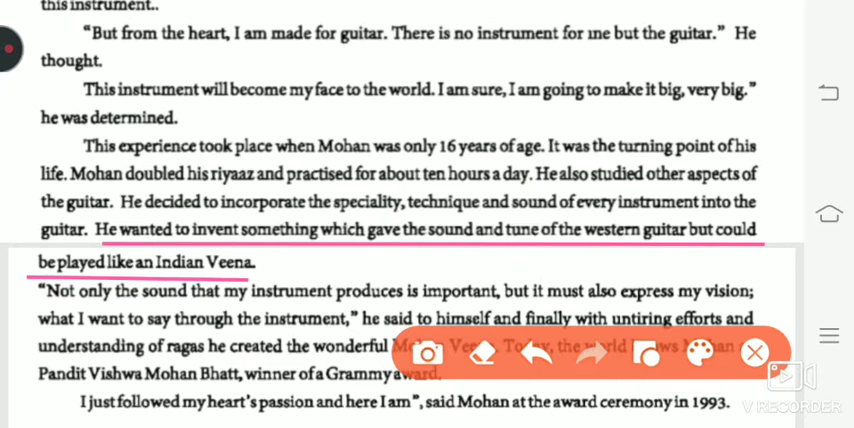 this instrument..
“But from the heart, I am made for guitar. There is no instrument for me but the guitar.” He
thought.
This instrument will become my face to the world. I am sure, I am going to make it big, very big.”
he was determined.
This experience took place when Mohan was only 16 years of age. It was the turning point of his
life. Mohan doubled his riyaaz and practised for about ten hours a day. He also studied other aspects of
the guitar. He decided to incorporate the speciality, technique and sound of every instrument into the
guitar. He wanted to invent something which gave the sound and tune of the western guitar but could
be played like an Indian Veena.
“Not only the sound that my instrument produces is important, but it must also express my vision;
what I want to say through the instrument,” he said to himself and finally with untiring efforts and
understanding of ragas he created the wonderful Veena. Today, the world Mohan
Pandit Vishwa Mohan Bhatt, winner of a Grammy award.
I just followed my heart's passion and here I am”, said Mohan at the award ceremony in 1993.
V RECORDER